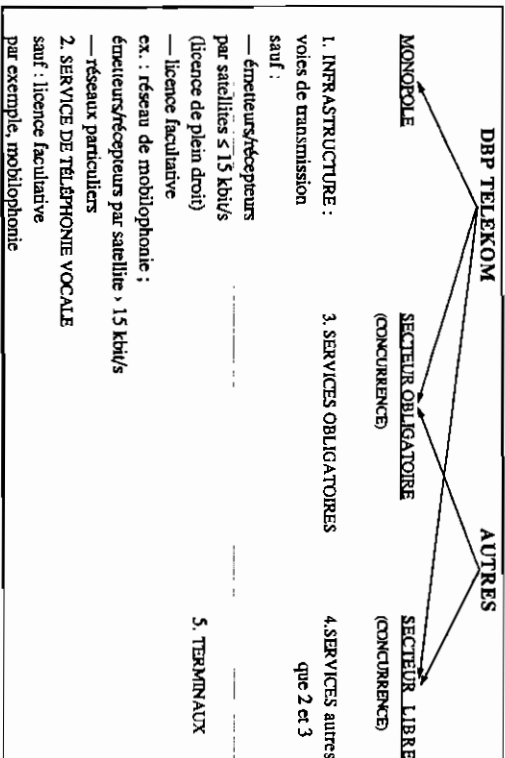 DBP TELEKOM
AUTRES
MONOPOLE
SECTEUR OBLIGATOIRE
(CONCURRENCE)
SECTEUR LIBRE
(CONCURRENCE)
1. INFRASTRUCTURE :
voies de transmission
sauf :
— émetteurs/récepteurs
par satellites ≤ 15 kbit/s
(licence de plein droit)
— licence facultative
ex. : réseau de mobilophonie ;
émetteurs/récepteurs par satellite › 15 kbit/s
— réseaux particuliers
2. SERVICE DE TÉLÉPHONIE VOCALE
sauf : licence facultative
par exemple, mobilophonie
3. SERVICES OBLIGATOIRES
4.SERVICES autres
que 2 et 3
5. TERMINAUX